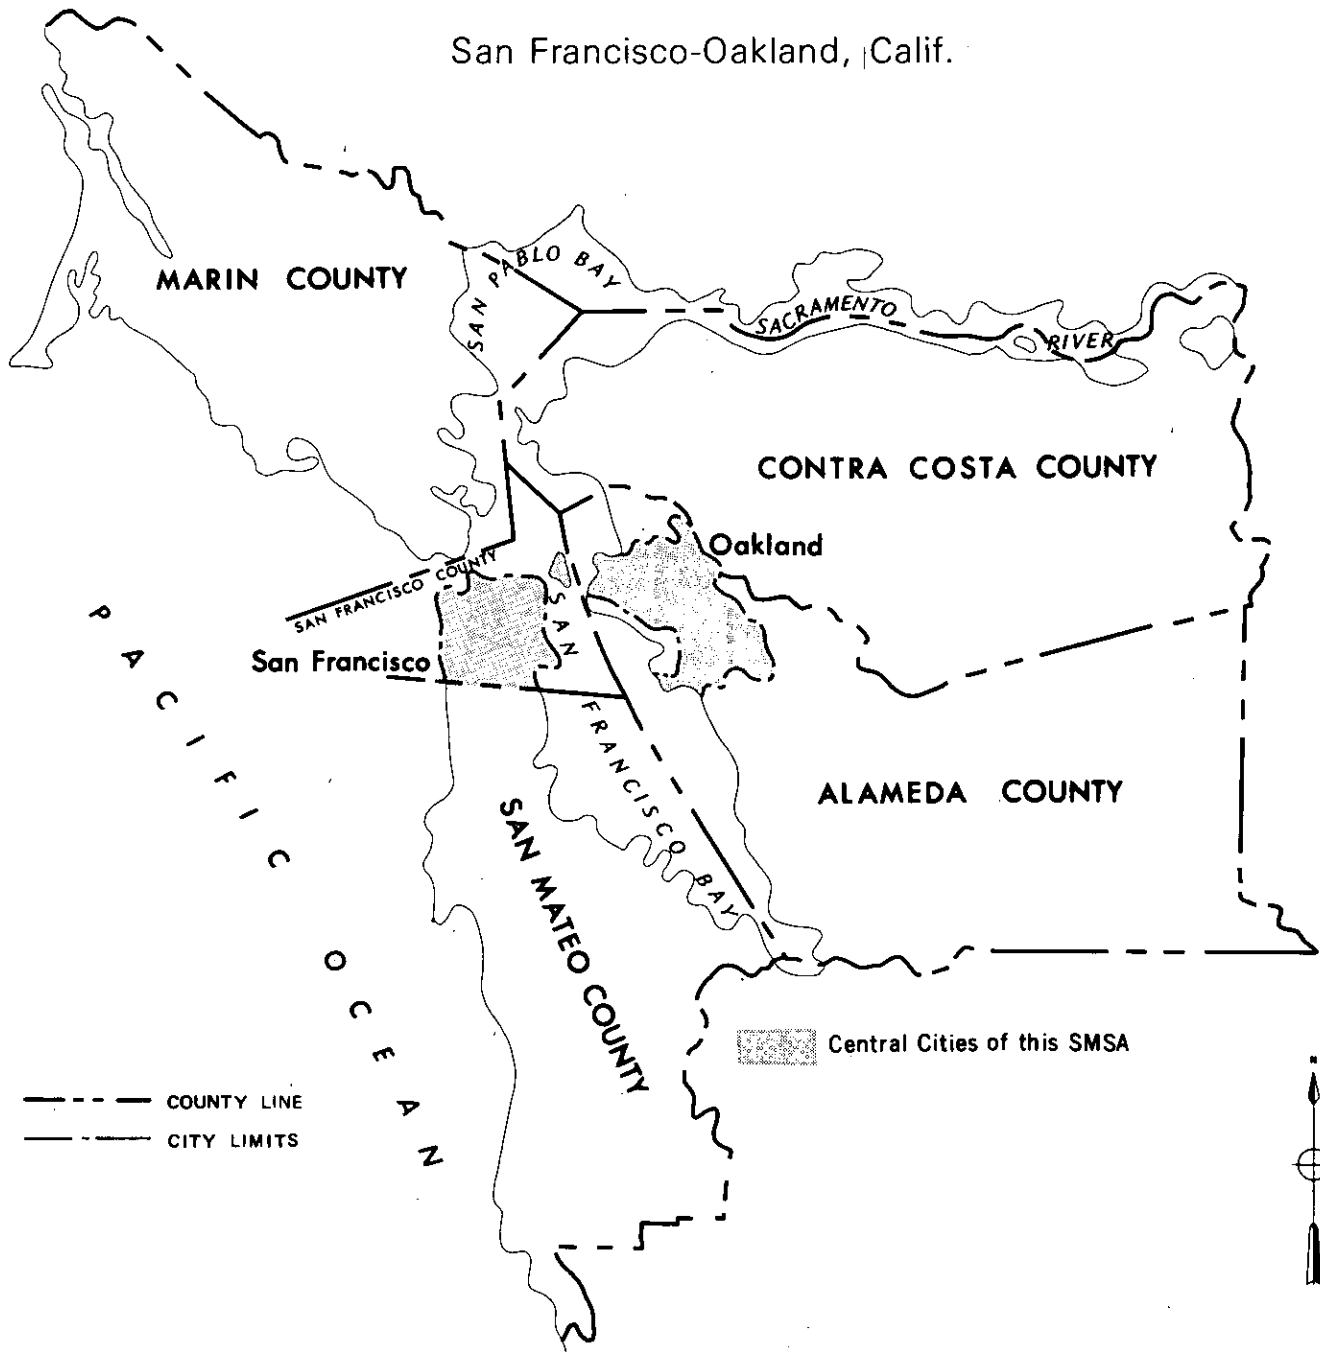 San Francisco-Oakland, Calif.
MARIN COUNTY
SAN PABLO BAY
SACRAMENTO RIVER
CONTRA COSTA COUNTY
Oakland
SAN FRANCISCO COUNTY
San Francisco
SAN FRANCISCO BAY
PACIFIC OCEAN
ALAMEDA COUNTY
SAN MATEO COUNTY
Central Cities of this SMSA
COUNTY LINE
CITY LIMITS
N